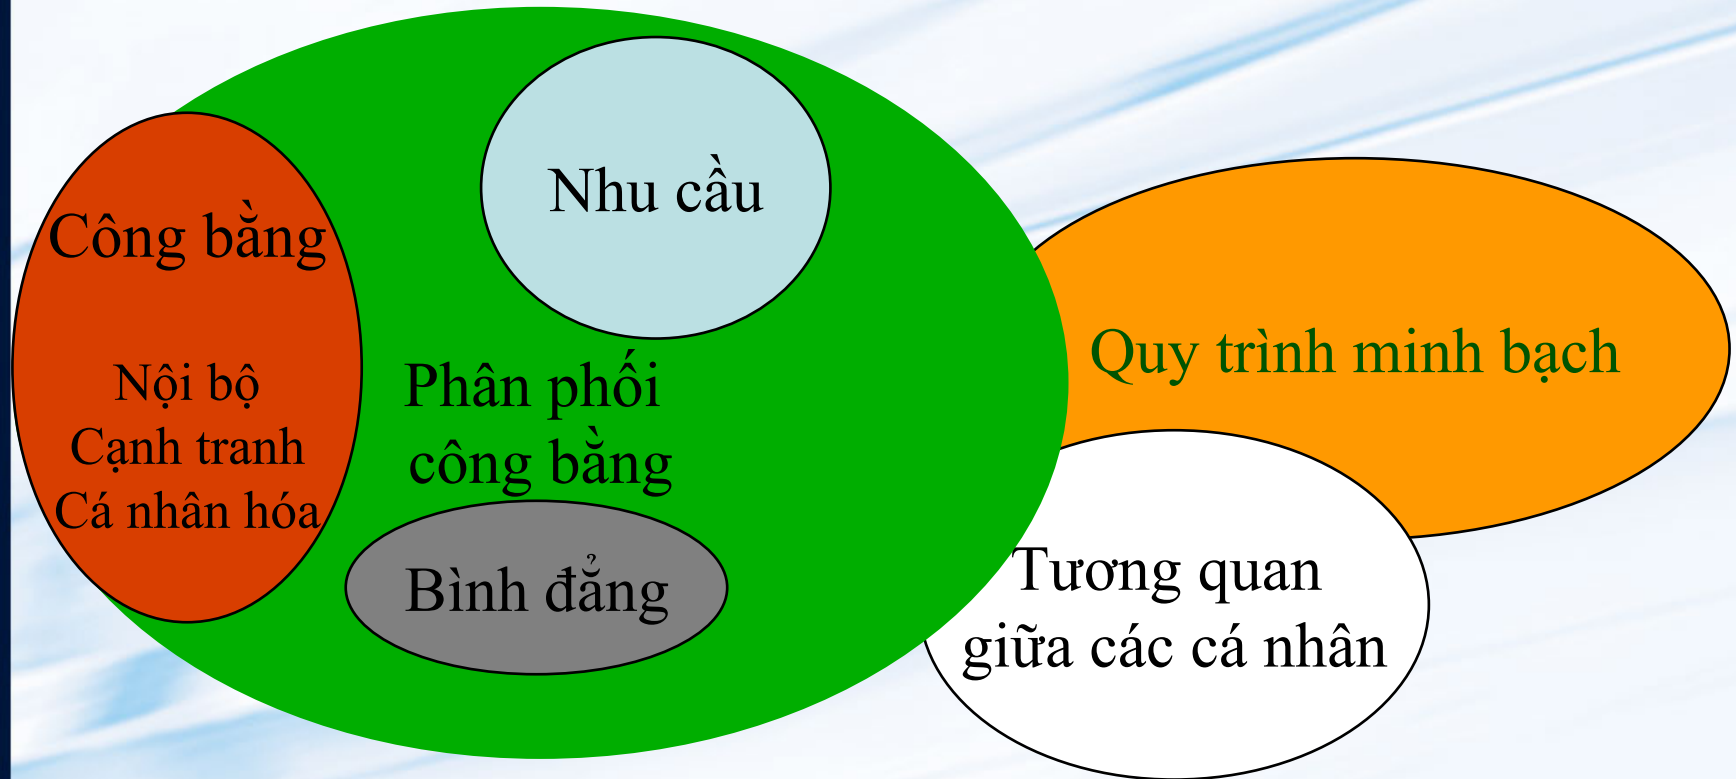 Nhu cầu
Công bằng
Nội bộ
Cạnh tranh
Cá nhân hóa
Phân phối
công bằng
Bình đẳng
Quy trình minh bạch
Tương quan
giữa các cá nhân